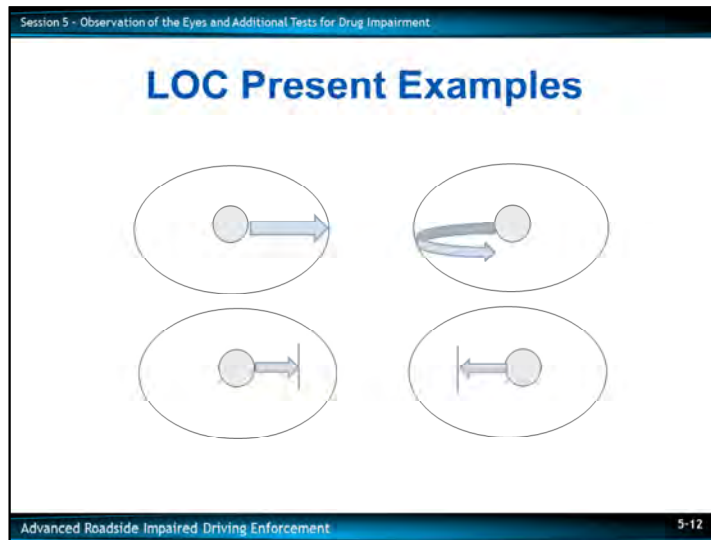 Session 5 - Observation of the Eyes and Additional Tests for Drug Impairment
LOC Present Examples
Advanced Roadside Impaired Driving Enforcement
5-12